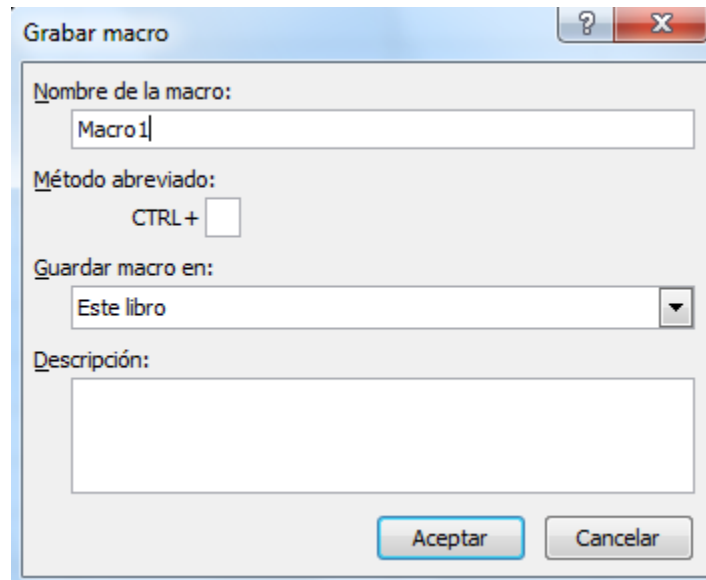 Grabar macro
Nombre de la macro:
Macro1
Método abreviado:
CTRL+
Guardar macro en:
Este libro
Descripción:
Aceptar Cancelar